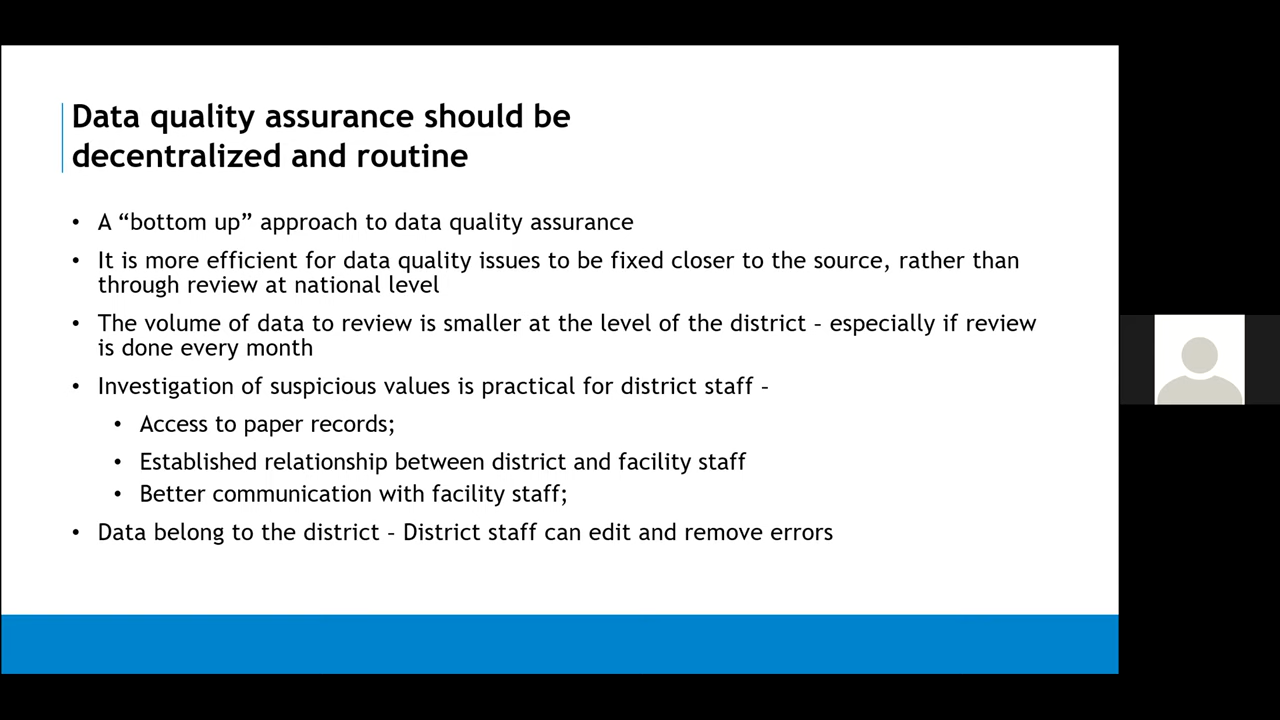 Data quality assurance should be
decentralized and routine
• A “bottom up” approach to data quality assurance
• It is more efficient for data quality issues to be fixed closer to the source, rather than
through review at national level
• The volume of data to review is smaller at the level of the district – especially if review
is done every month
• Investigation of suspicious values is practical for district staff –
• Access to paper records;
• Established relationship between district and facility staff
• Better communication with facility staff;
• Data belong to the district – District staff can edit and remove errors